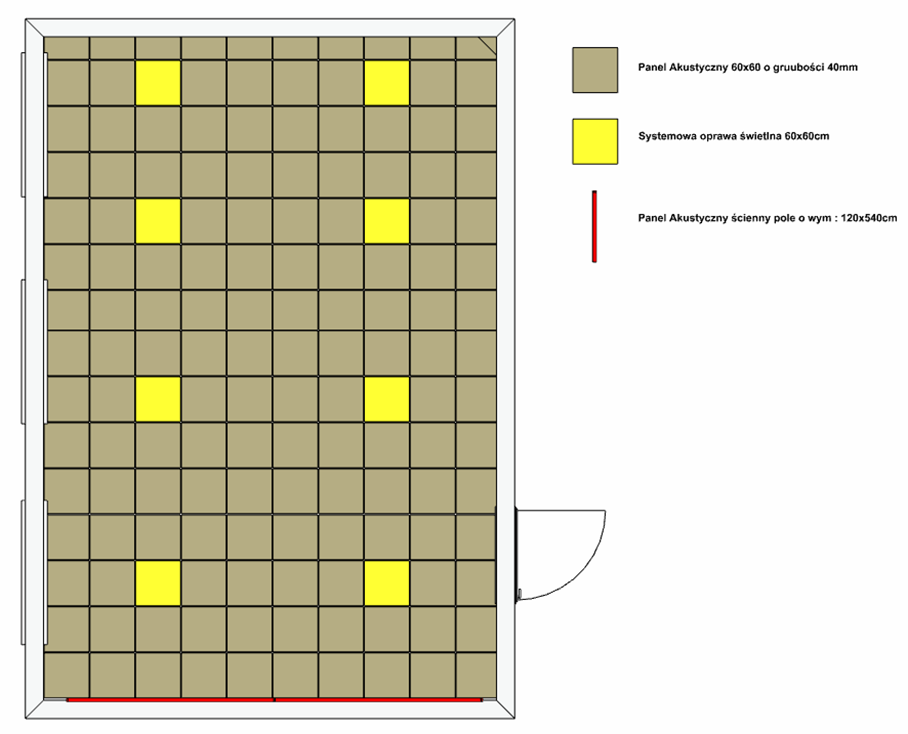 Panel Akustyczny 60x60 o gruubości 40mm
Systemowa oprawa świetlna 60x60cm
Panel Akustyczny ścienny pole o wym : 120x540cm